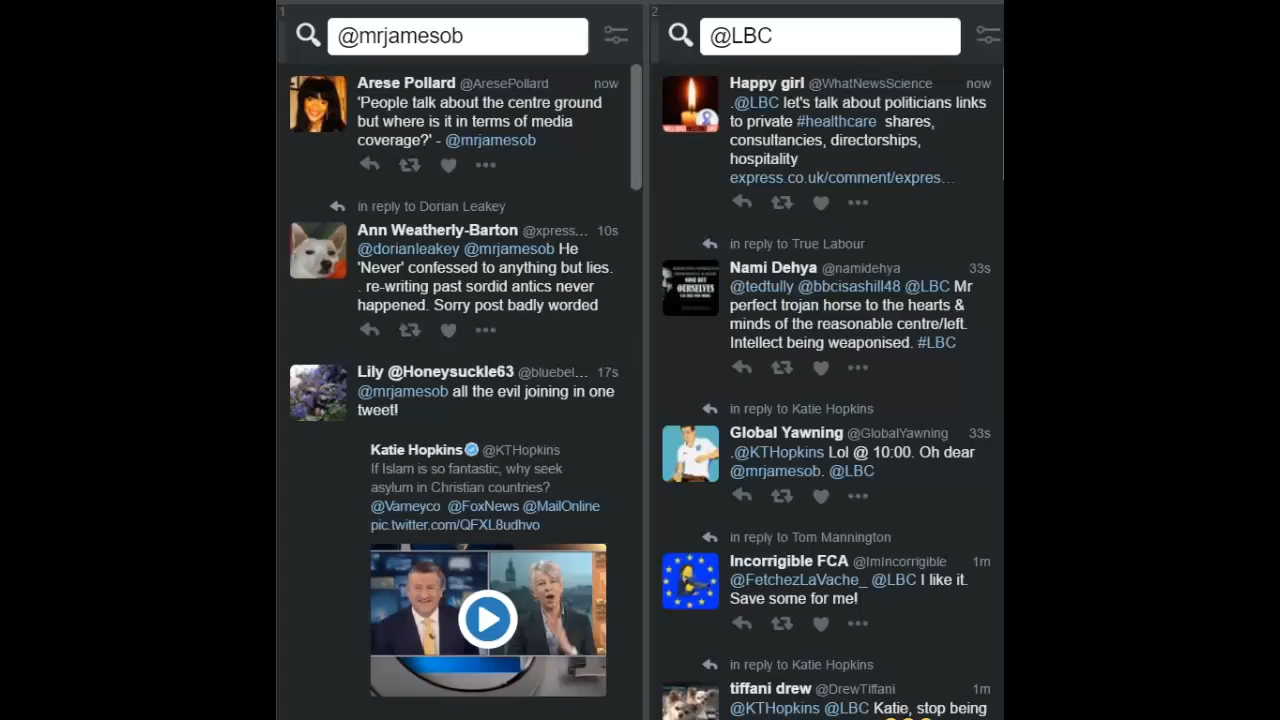 1
@mrjamesob
Arese Pollard @AresePollard now
'People talk about the centre ground
but where is it in terms of media
coverage?' - @mrjamesob
in reply to Dorian Leakey
Ann Weatherly-Barton @xpress... 10s
@dorianleakey @mrjamesob He
'Never' confessed to anything but lies.
. re-writing past sordid antics never
happened. Sorry post badly worded
Lily @Honeysuckle63 @bluebel... 17s
@mrjamesob all the evil joining in one
tweet!
Katie Hopkins @KTHopkins
If Islam is so fantastic, why seek
asylum in Christian countries?
@Varneyco @FoxNews @MailOnline
pic.twitter.com/QFXL8udhvo
2
@LBC
Happy girl @WhatNewsScience now
.@LBC let's talk about politicians links
to private #healthcare shares,
consultancies, directorships,
hospitality
express.co.uk/comment/expres...
in reply to True Labour
Nami Dehya @namidehya 33s
@tedtully @bbcisashill48 @LBC Mr
perfect trojan horse to the hearts &
minds of the reasonable centre/left.
Intellect being weaponised. #LBC
in reply to Katie Hopkins
Global Yawning @GlobalYawning 33s
.@KTHopkins Lol @ 10:00. Oh dear
@mrjamesob. @LBC
in reply to Tom Mannington
Incorrigible FCA @ImIncorrigible 1m
@FetchezLaVache_ @LBC I like it.
Save some for me!
in reply to Katie Hopkins
tiffani drew @DrewTiffani 1m
@KTHopkins @LBC Katie, stop being